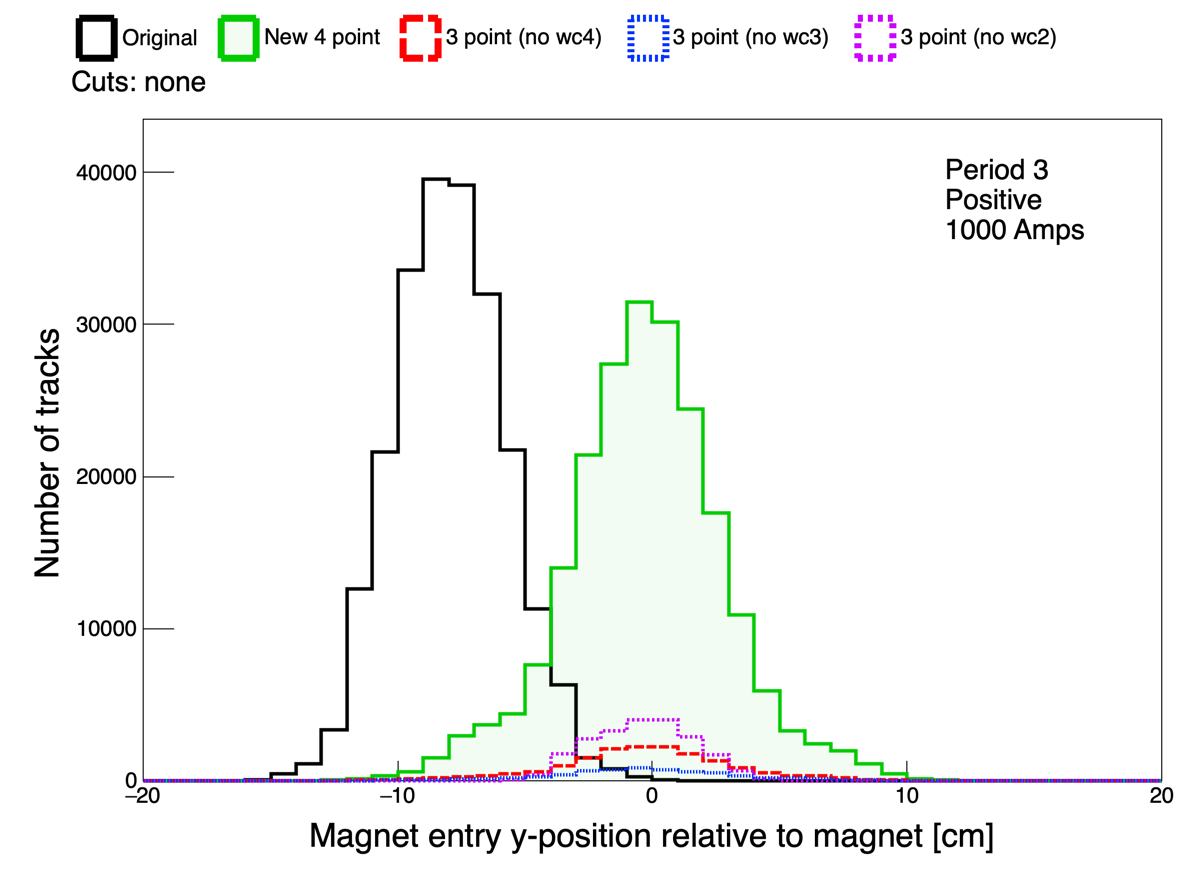 Original New 4 point 3 point (no wc4) 3 point (no wc3) 3 point (no wc2)
Cuts: none
Period 3
Positive
1000 Amps
40000
30000
20000
10000
0
Number of tracks
−20 −10 0 10 20
Magnet entry y-position relative to magnet [cm]